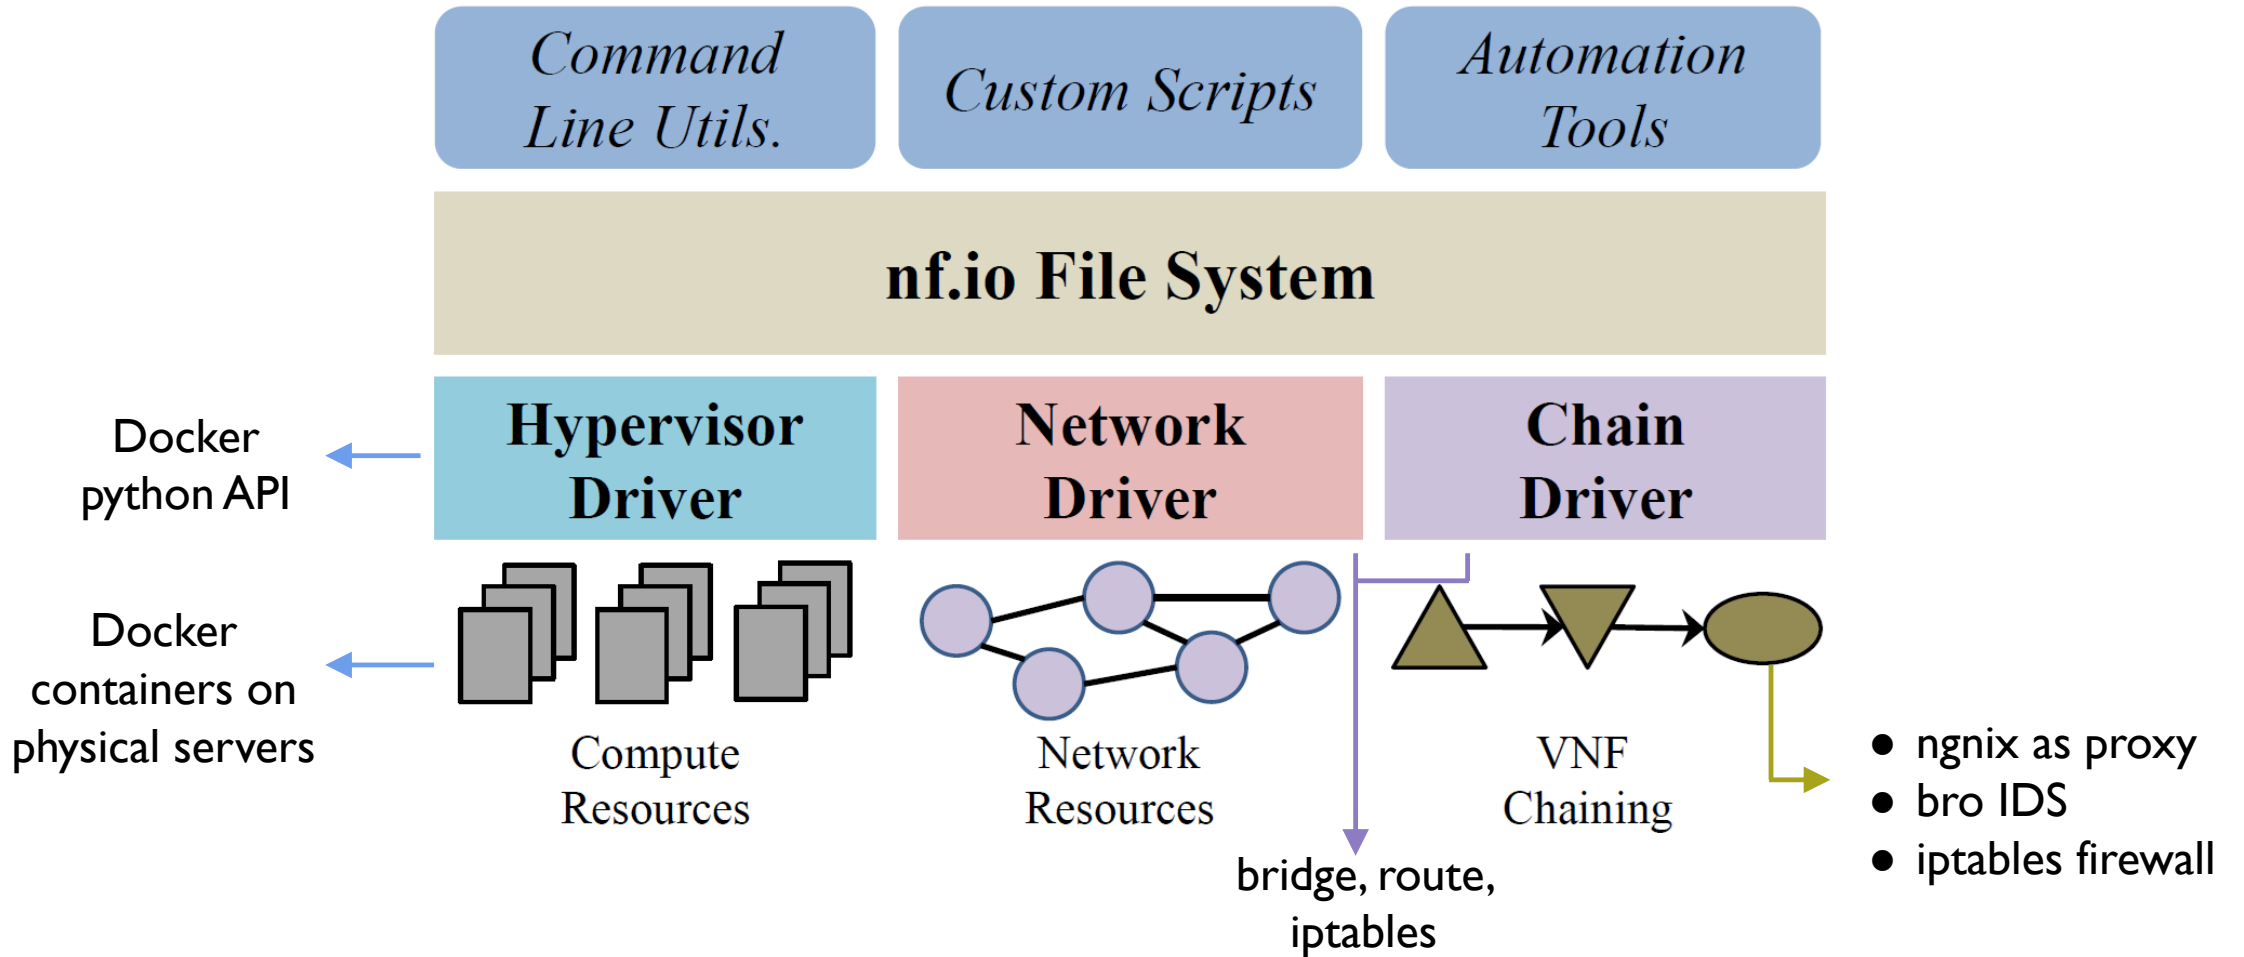 Command
Line Utils.
Custom Scripts
Automation
Tools
nf.io File System
Hypervisor
Driver
Network
Driver
Chain
Driver
Docker
python API
Docker
containers on
physical servers
Compute
Resources
Network
Resources
VNF
Chaining
● ngnix as proxy
● bro IDS
● iptables firewall
bridge, route,
iptables